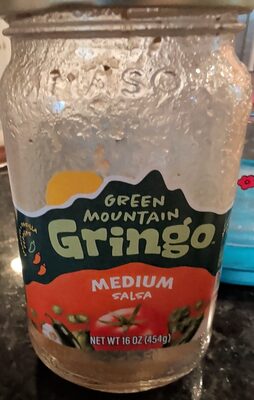 MASO
GREEN
MOUNTAIN
Gringo
MEDIUM
SALSA
NET WT 16 OZ (454g)